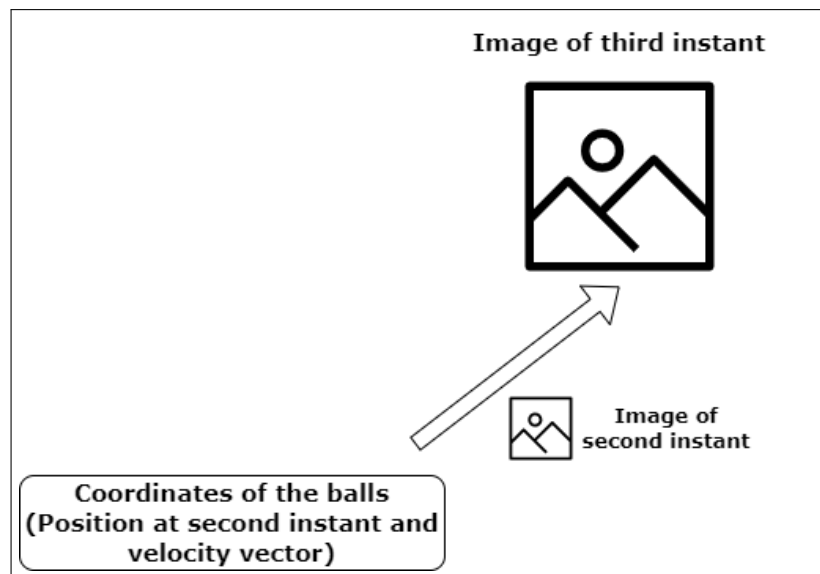 Image of third instant
Image of
second instant
Coordinates of the balls
(Position at second instant and
velocity vector)